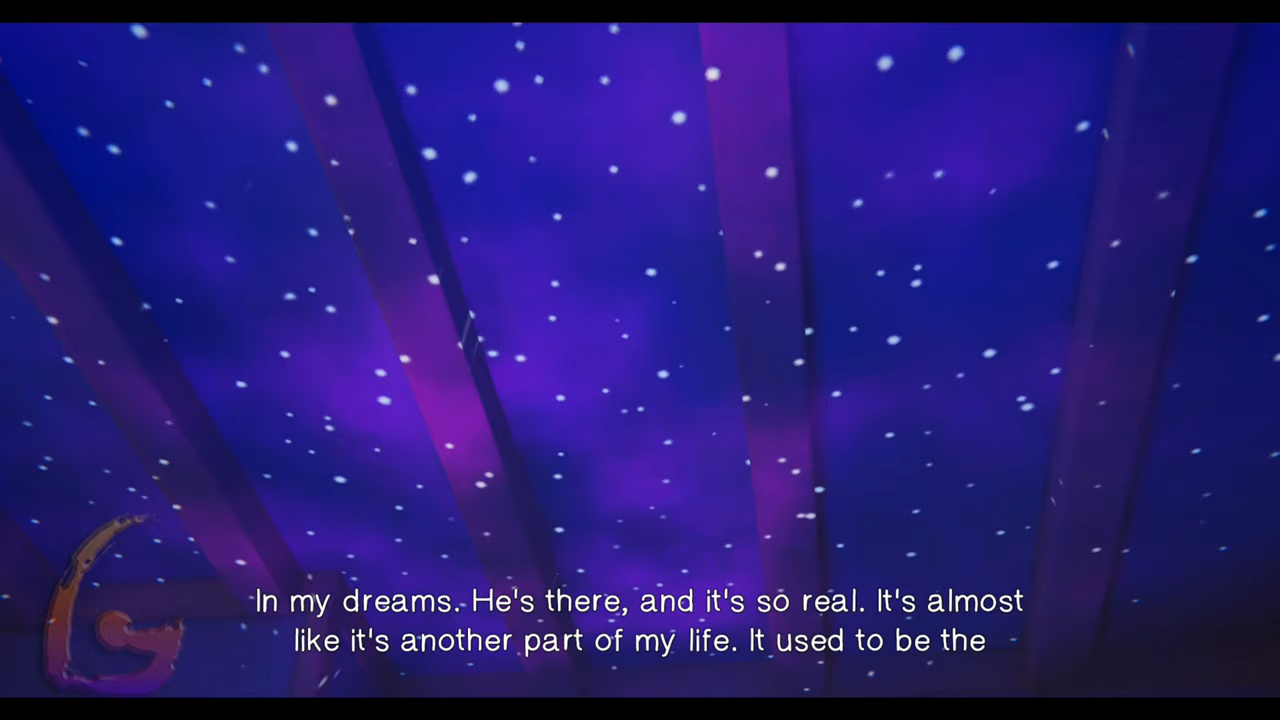 In my dreams. He's there, and it's so real. It's almost
like it's another part of my life. It used to be the